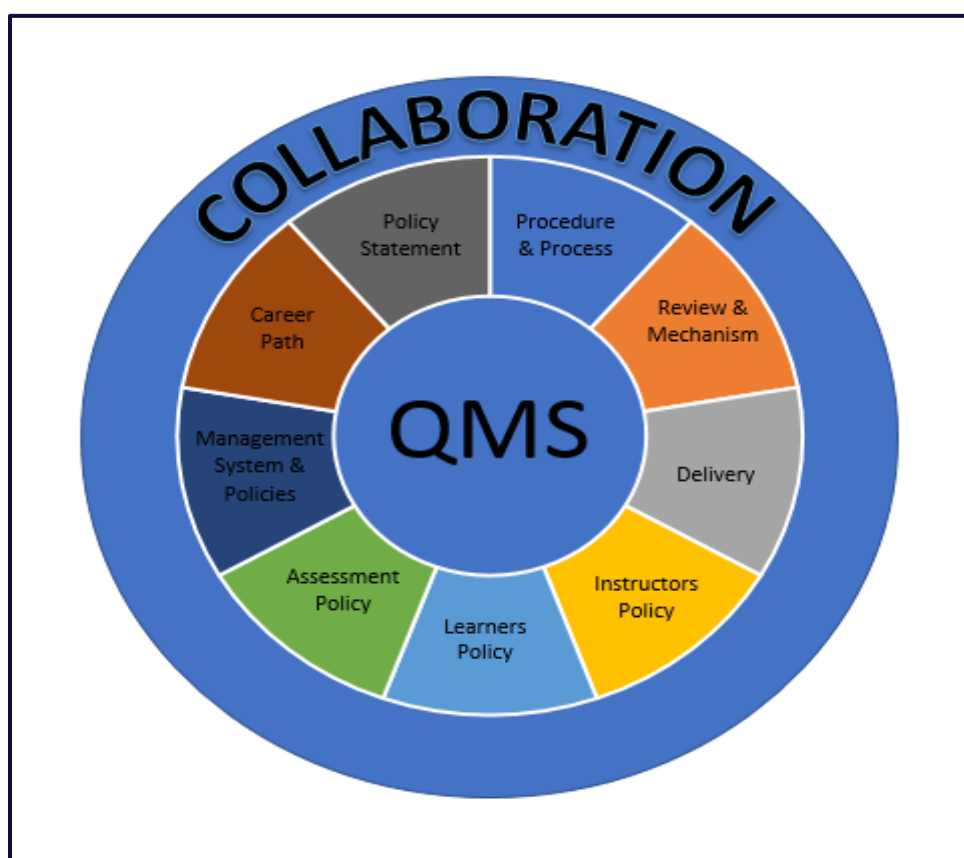 COLLABORATION
Policy
Statement
Procedure
& Process
Review &
Mechanism
Delivery
Instructors
Policy
Learners
Policy
Assessment
Policy
Management
System &
Policies
Career
Path
QMS